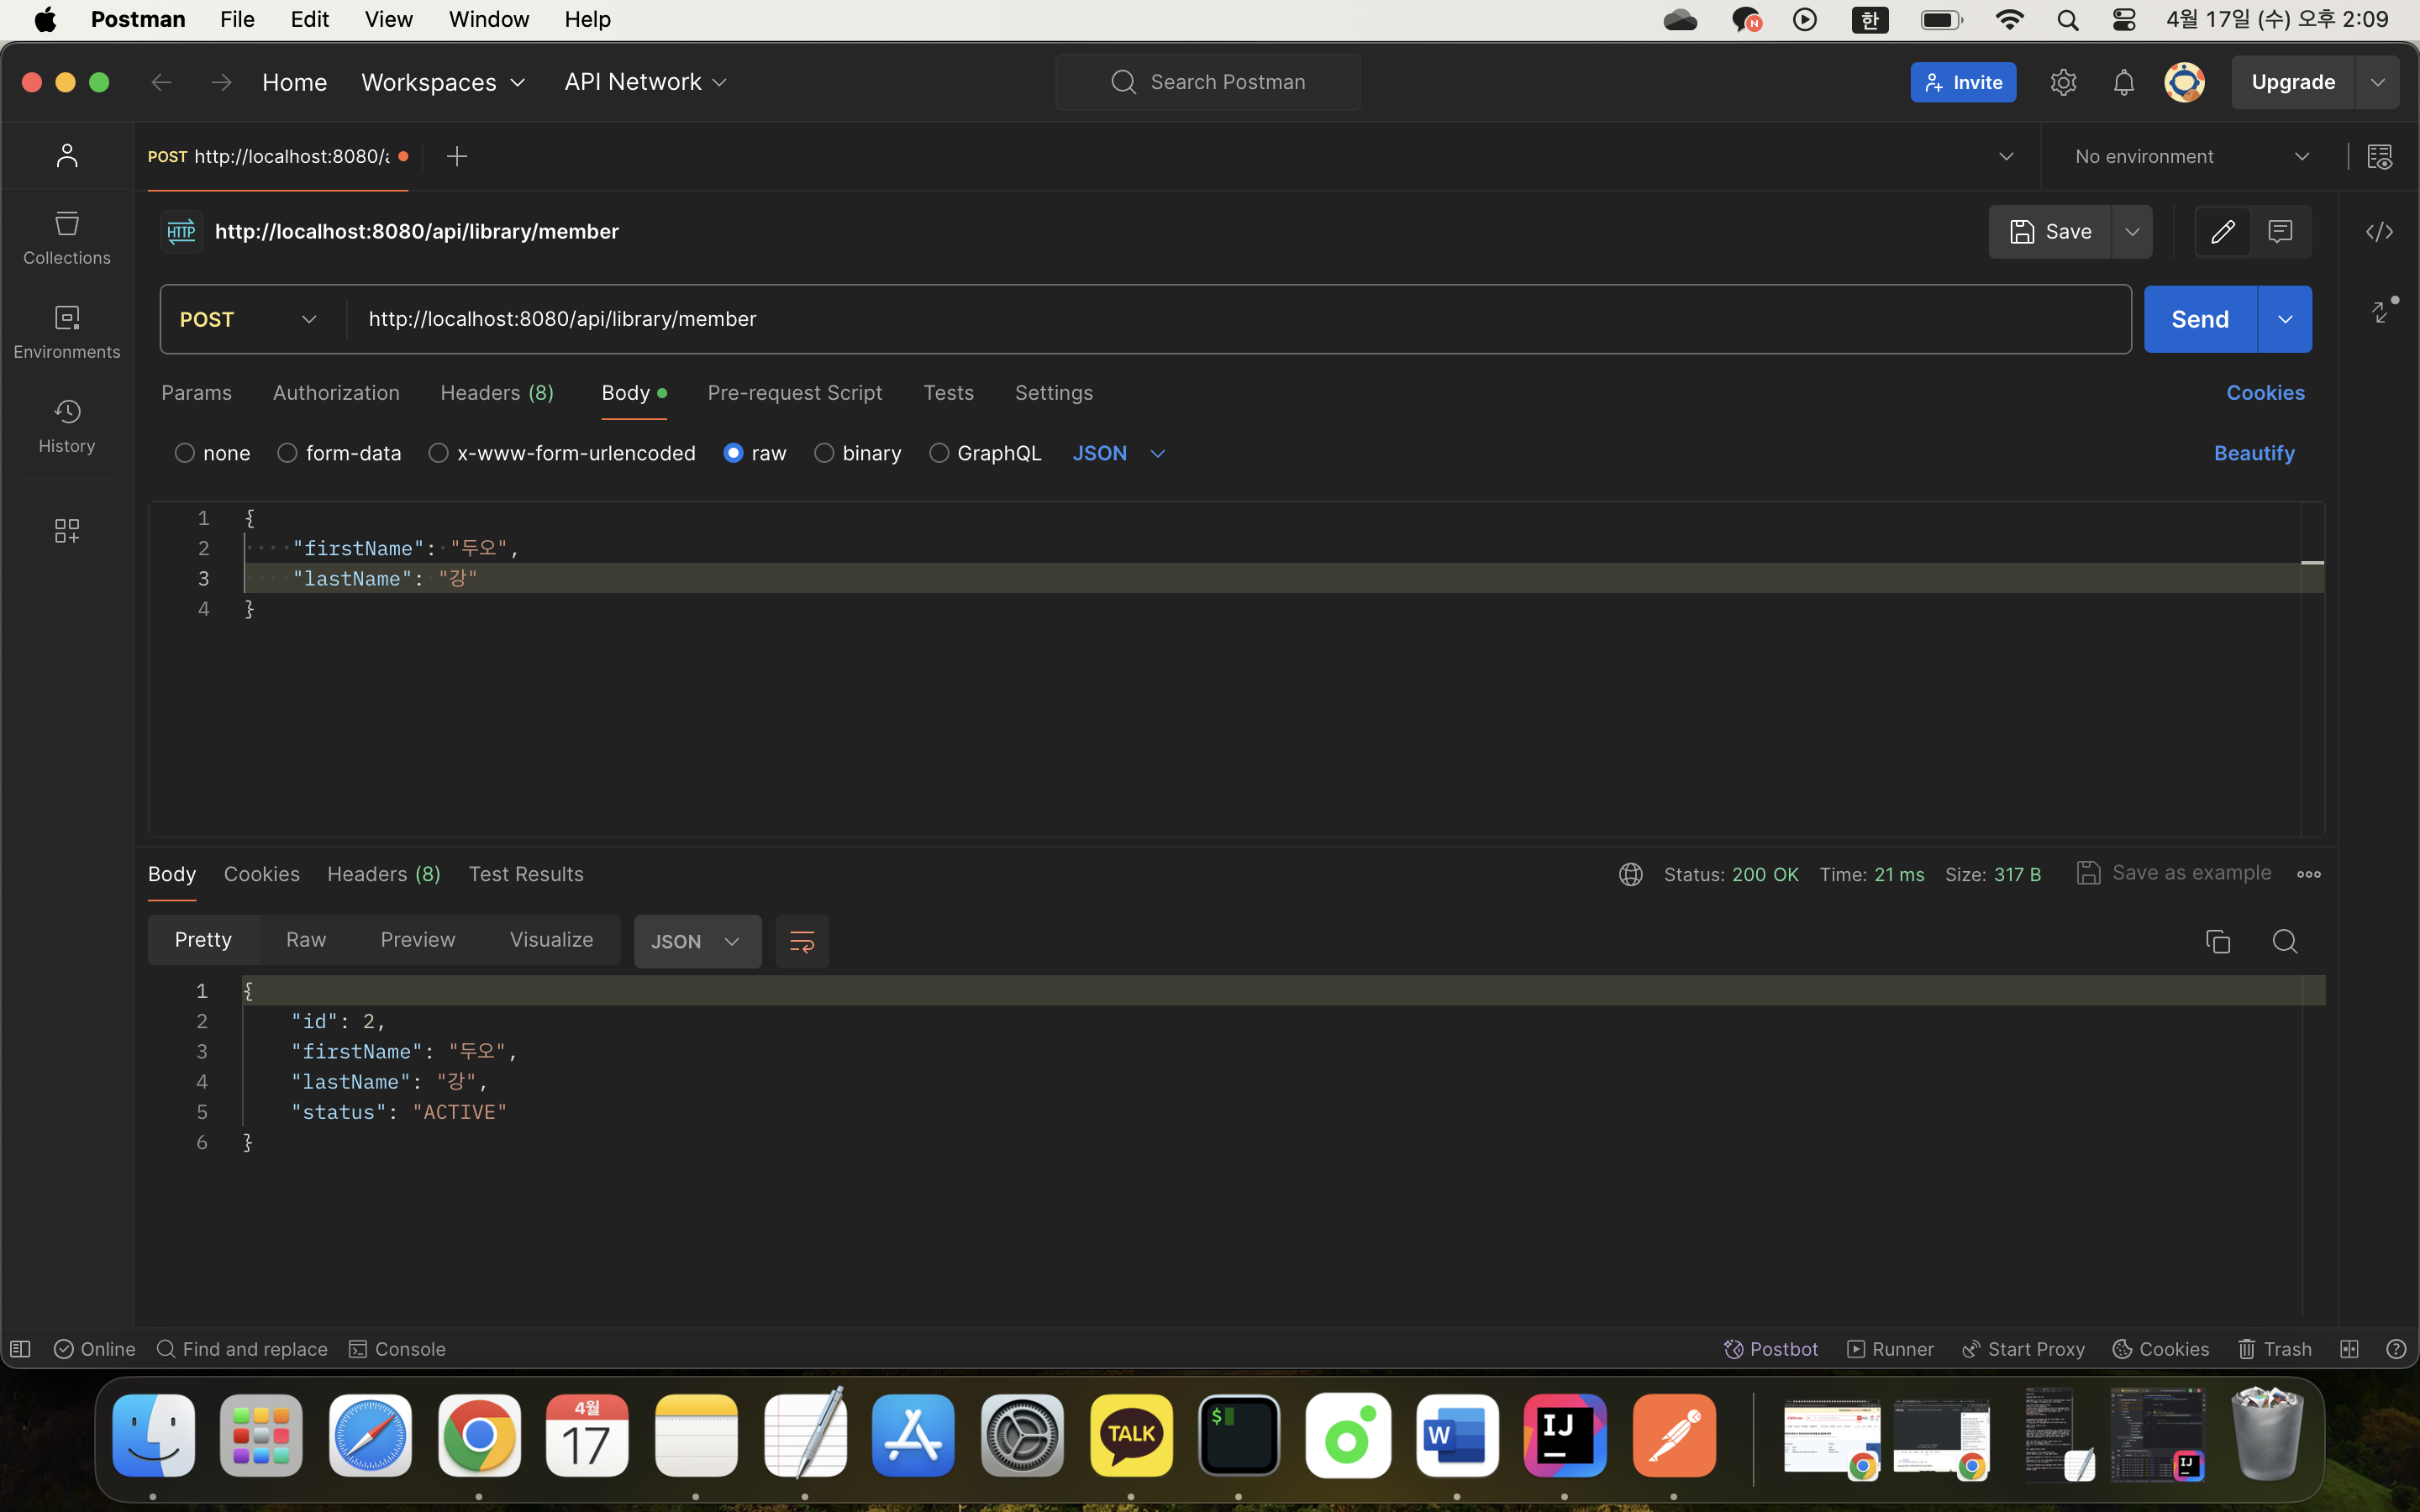 Postman File Edit View Window Help 한 4월 17일 (수) 오후 2:09
Home Workspaces API Network Search Postman Invite Upgrade
POST http://localhost:8080/a No environment
HTTP http://localhost:8080/api/library/member Save
Collections
POST http://localhost:8080/api/library/member Send
Environments
Params Authorization Headers (8) Body Pre-request Script Tests Settings Cookies
History
none form-data x-www-form-urlencoded raw binary GraphQL JSON Beautify
1 {
2 "firstName": "두오",
3 "lastName": "강"
4 }
Body Cookies Headers (8) Test Results Status: 200 OK Time: 21 ms Size: 317 B Save as example
Pretty Raw Preview Visualize JSON
1 {
2 "id": 2,
3 "firstName": "두오",
4 "lastName": "강",
5 "status": "ACTIVE"
6 }
Online Find and replace Console Postbot Runner Start Proxy Cookies Trash
4월
17
TALK
$
W
IJ